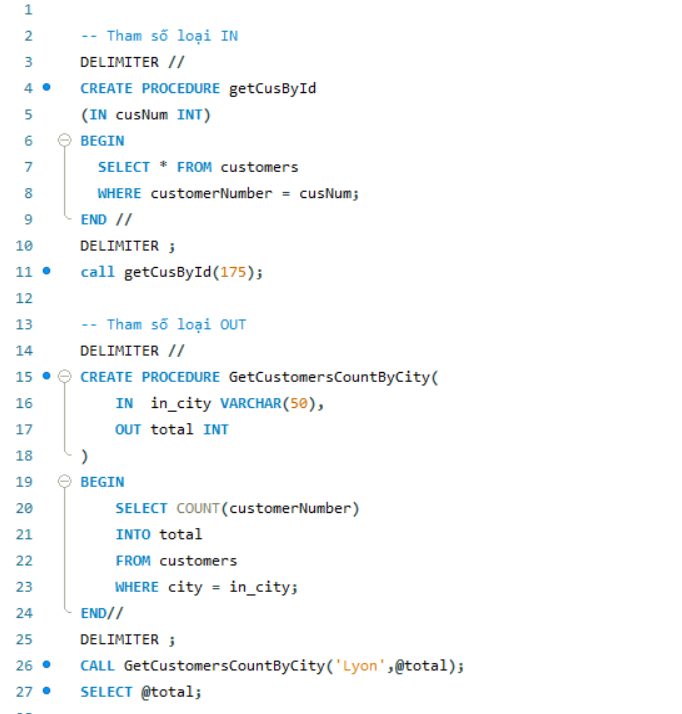 1
2 -- Tham số loại IN
3 DELIMITER //
4 CREATE PROCEDURE getCusById
5 (IN cusNum INT)
6 BEGIN
7 SELECT * FROM customers
8 WHERE customerNumber = cusNum;
9 END //
10 DELIMITER ;
11 call getCusById(175);
12
13 -- Tham số loại OUT
14 DELIMITER //
15 CREATE PROCEDURE GetCustomersCountByCity(
16 IN  in_city VARCHAR(50),
17 OUT total INT
18 )
19 BEGIN
20 SELECT COUNT(customerNumber)
21 INTO total
22 FROM customers
23 WHERE city = in_city;
24 END//
25 DELIMITER ;
26 CALL GetCustomersCountByCity('Lyon',@total);
27 SELECT @total;